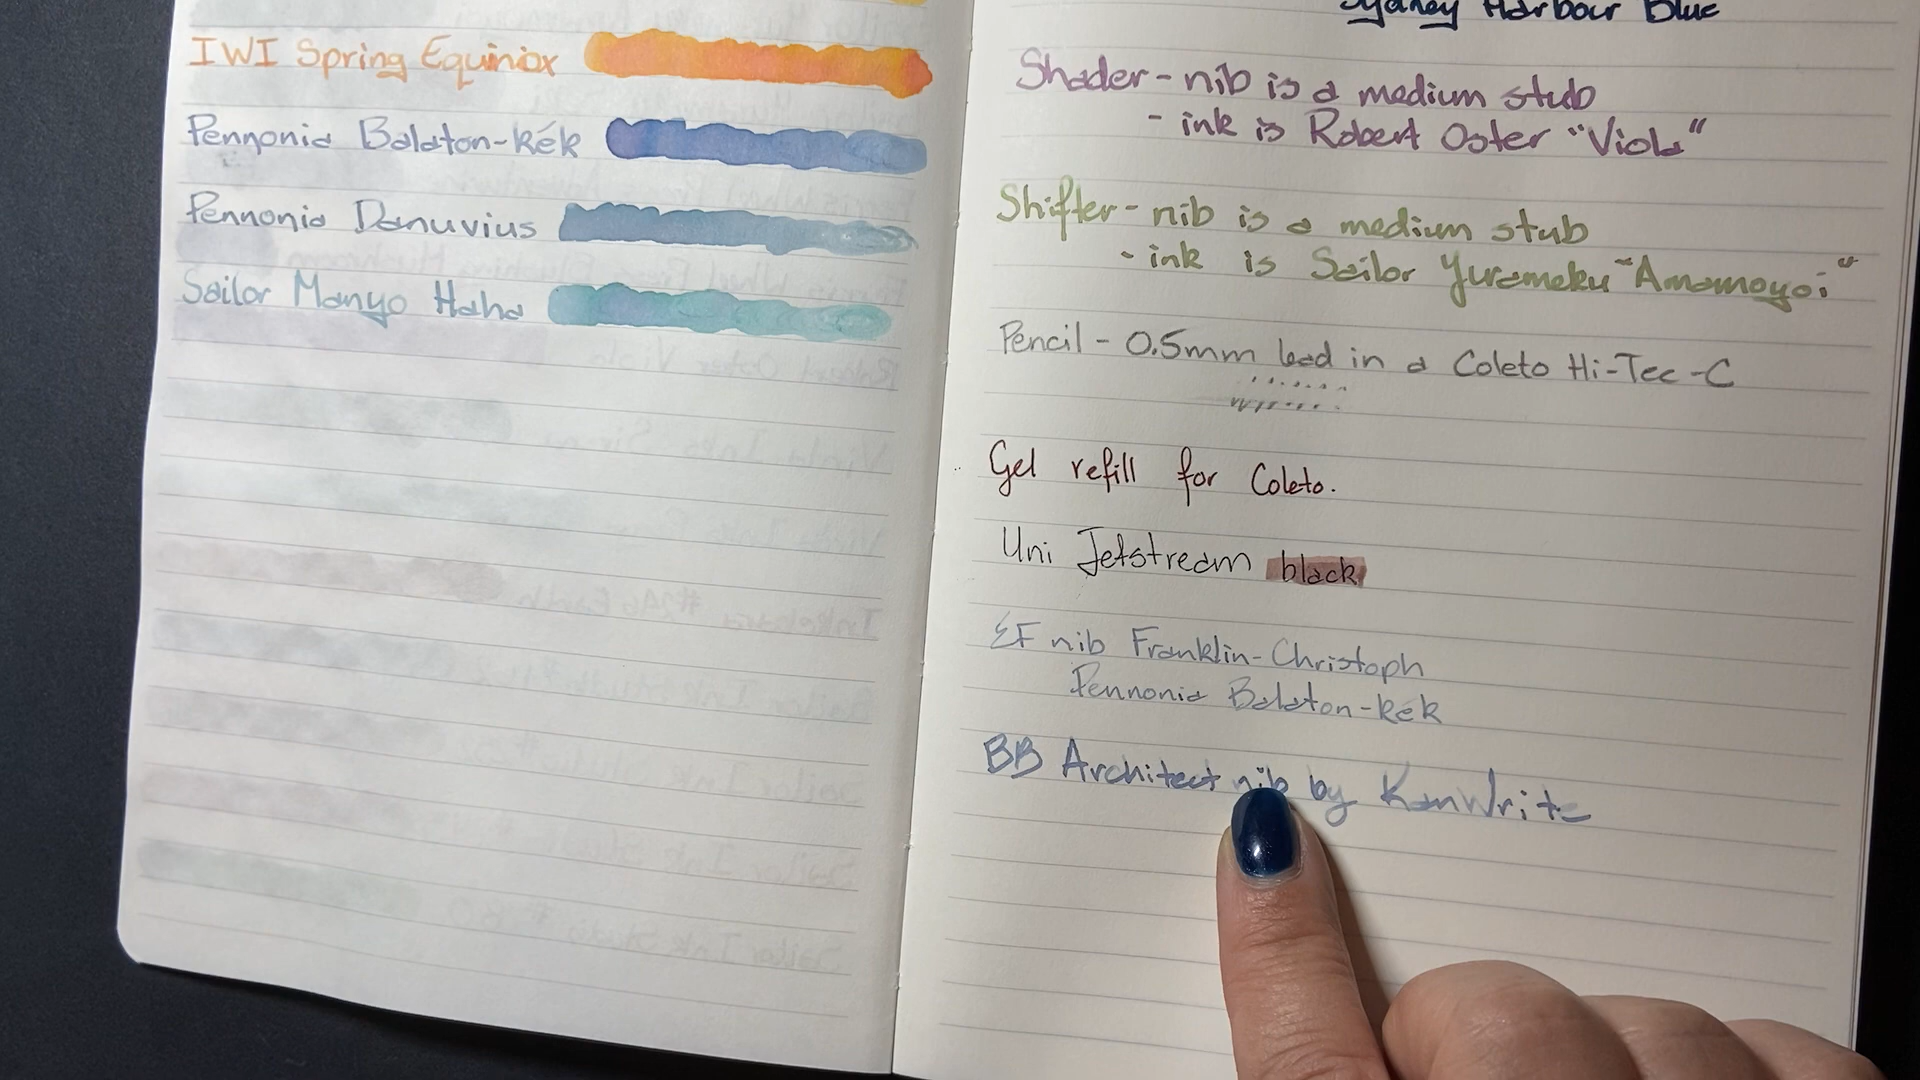 IWI Spring Equinox
Pennonia Balaton-Kék
Pennonia Danuvius
Sailor Manyo Haha
Sydney Harbour Blue
Shader - nib is a medium stub
- ink is Robert Oster "Viola"
Shifter - nib is a medium stub
- ink is Sailor Yurameku "Amamoyoi"
Pencil - 0.5mm lead in a Coleto Hi-Tec-C
Gel refill for Coleto.
Uni Jetstream black
EF nib Franklin-Christoph
Pennonia Balaton-Kék
BB Architect nib by KanWrite